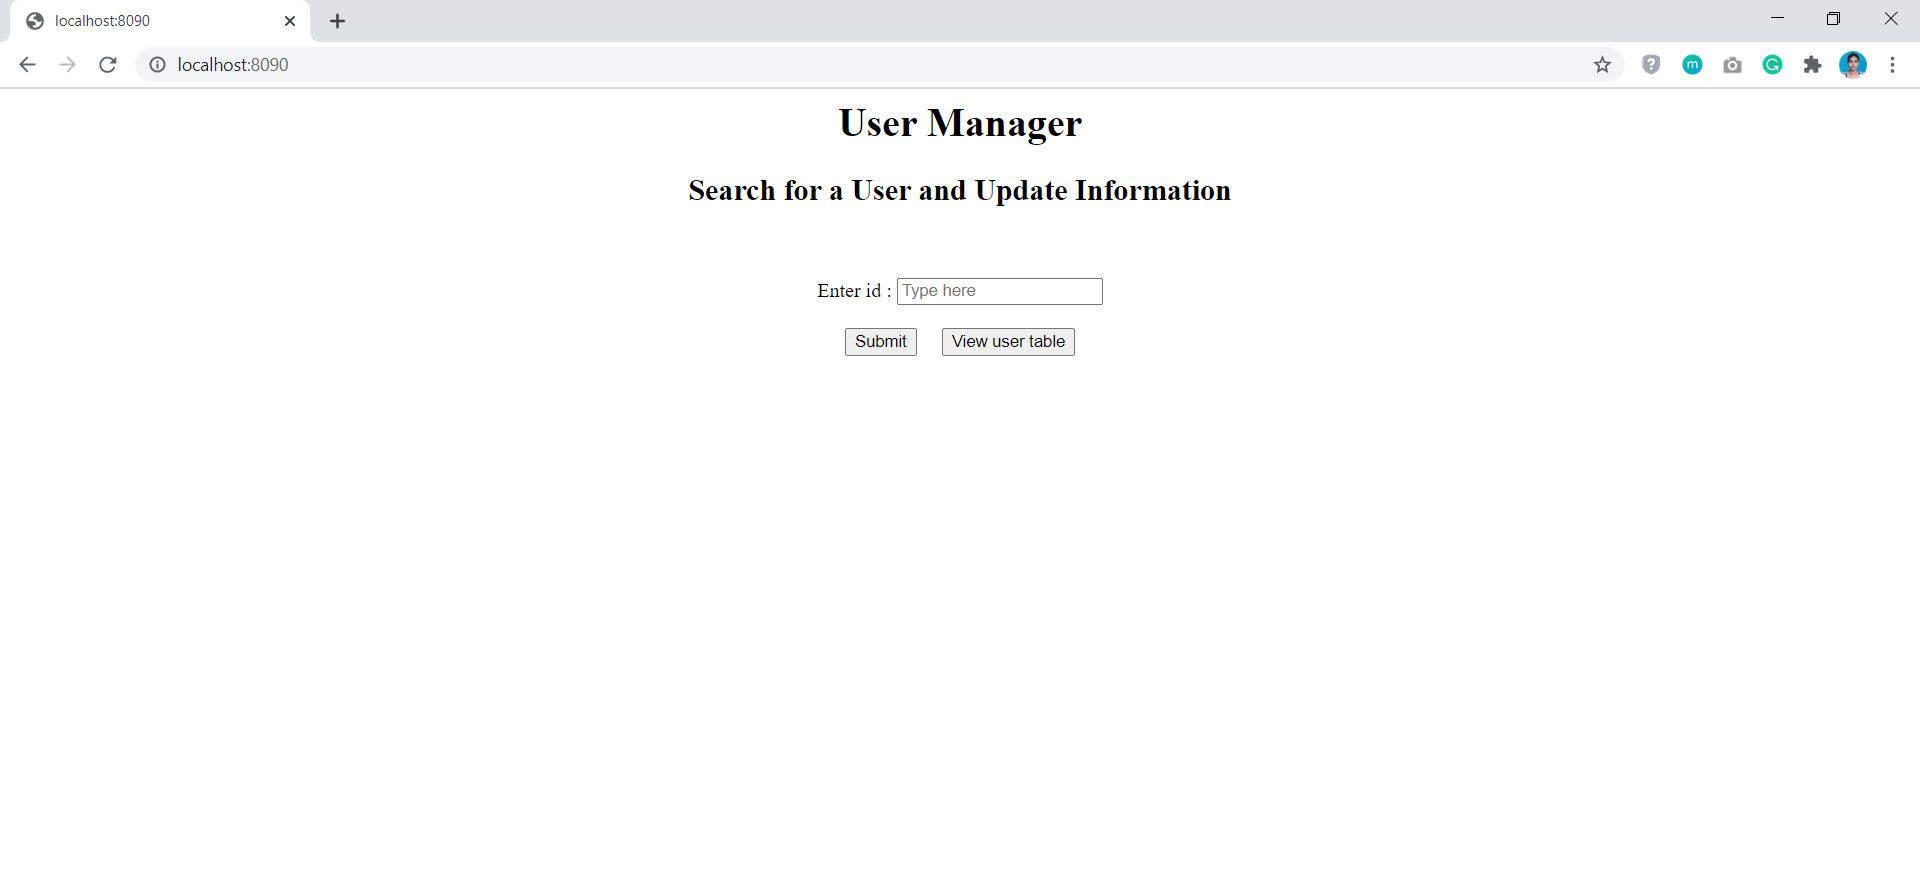 localhost:8090
localhost:8090
User Manager
Search for a User and Update Information
Enter id : Type here
Submit View user table